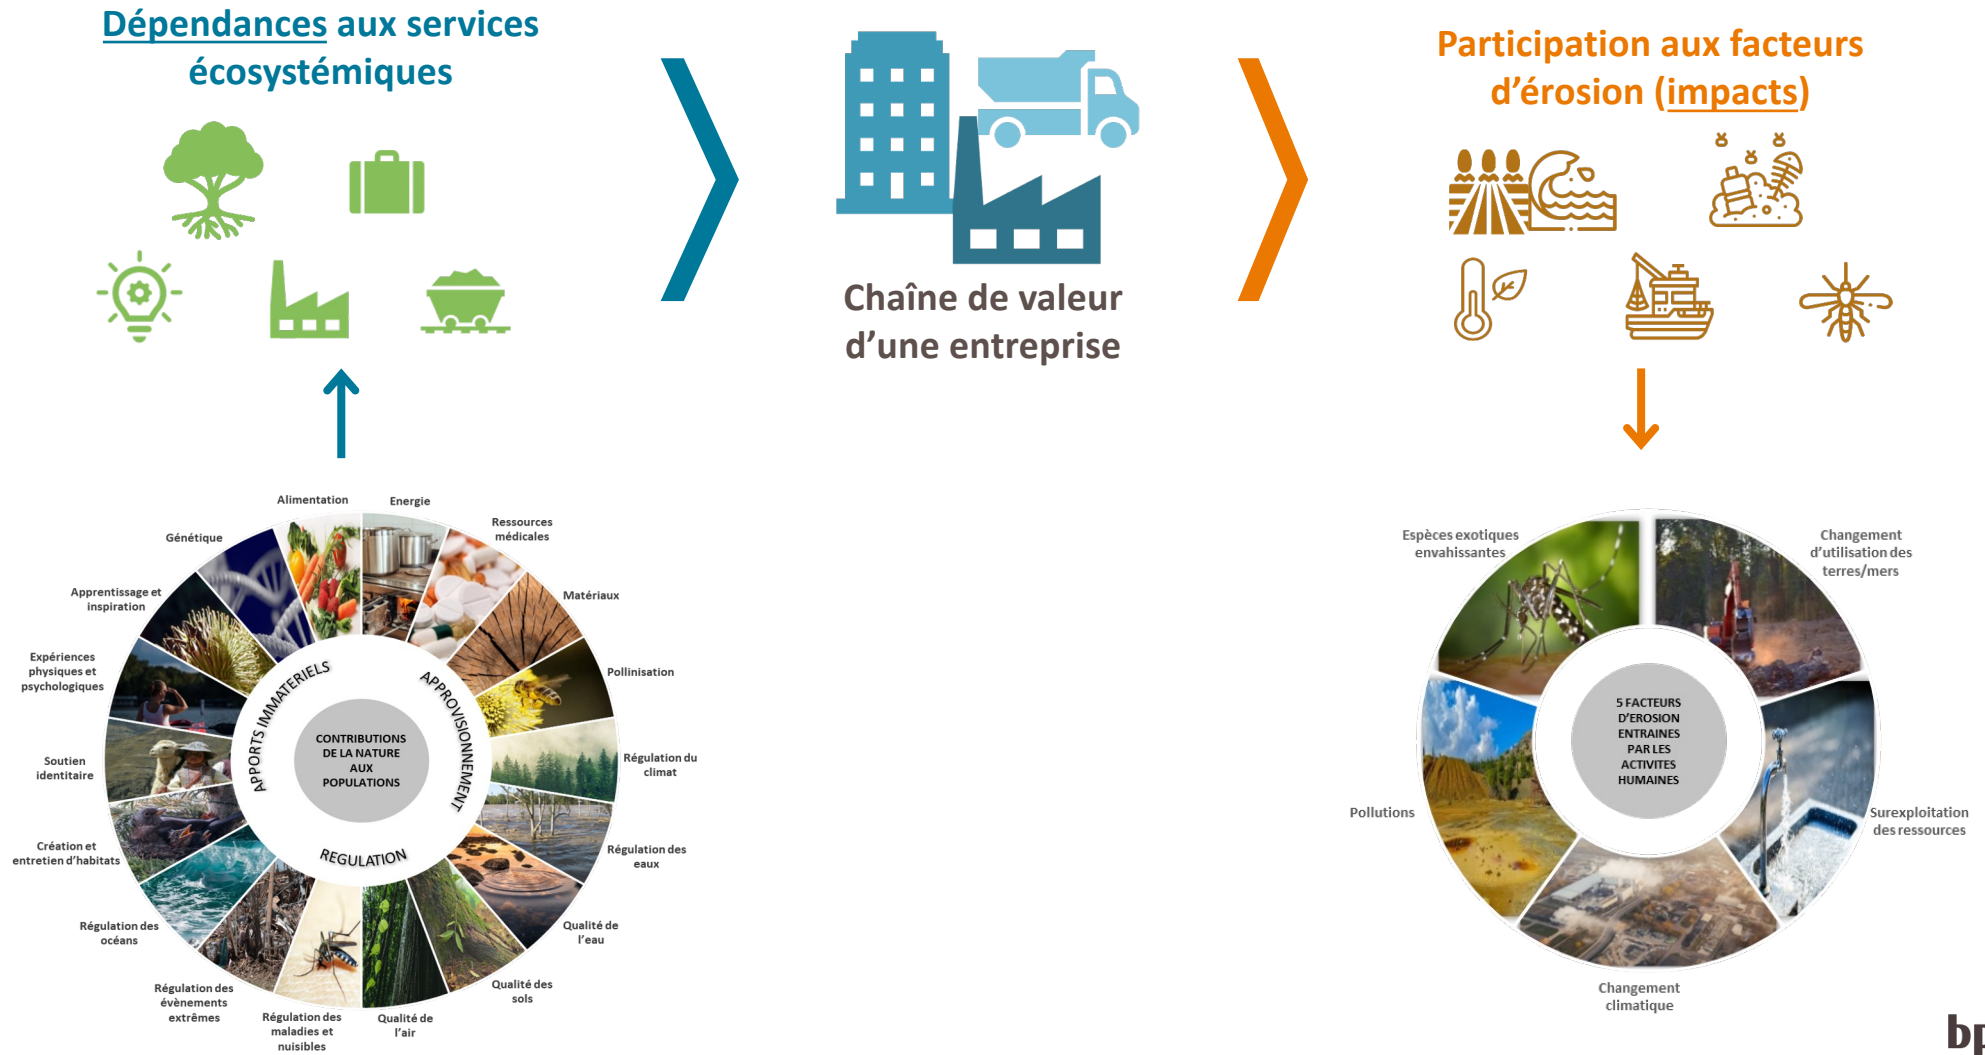 Dépendances aux services
écosystémiques
Chaîne de valeur
d’une entreprise
Participation aux facteurs
d’érosion (impacts)
Alimentation
Energie
Ressources
médicales
Matériaux
Pollinisation
Régulation du
climat
Régulation des
eaux
Qualité de
l’eau
Qualité des
sols
Qualité de
l’air
Régulation des
maladies et
nuisibles
Régulation des
évènements
extrêmes
Régulation des
océans
Création et
entretien d’habitats
Soutien
identitaire
Expériences
physiques et
psychologiques
Apprentissage et
inspiration
Génétique
APPORTS IMMATERIELS
APPROVISIONNEMENT
REGULATION
CONTRIBUTIONS
DE LA NATURE
AUX
POPULATIONS
Espèces exotiques
envahissantes
Changement
d’utilisation des
terres/mers
Surexploitation
des ressources
Changement
climatique
Pollutions
5 FACTEURS
D’EROSION
ENTRAINES
PAR LES
ACTIVITES
HUMAINES